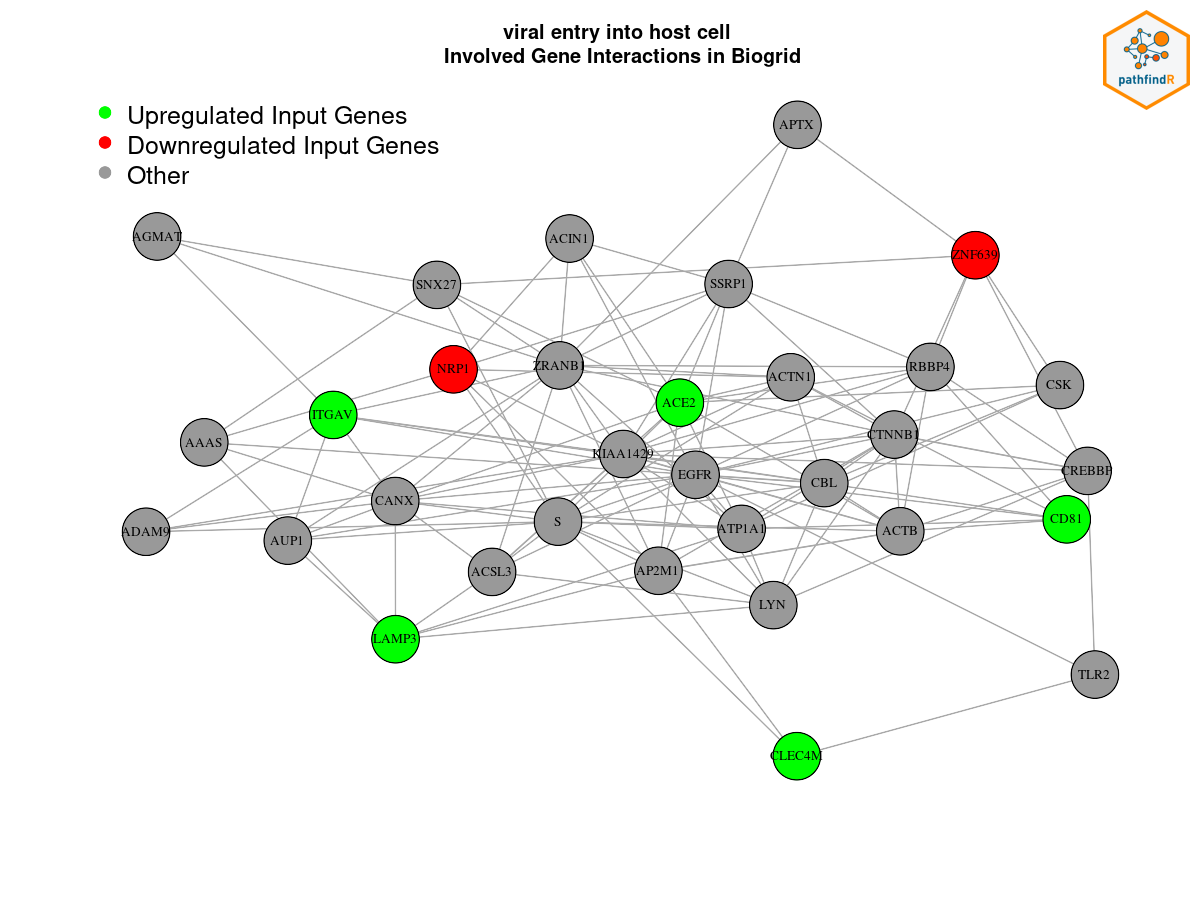 viral entry into host cell
Involved Gene Interactions in Biogrid
pathfindR
Upregulated Input Genes
Downregulated Input Genes
Other
APTX
AGMAT
ACIN1
ZNF639
SNX27
SSRP1
NRP1
ZRANB1
ACTN1
RBBP4
CSK
ITGAV
ACE2
AAAS
CTNNB1
KIAA1429
EGFR
CBL
CREBBP
CANX
ADAM9
AUP1
S
ATP1A1
ACTB
CD81
ACSL3
AP2M1
LYN
LAMP3
TLR2
CLEC4M